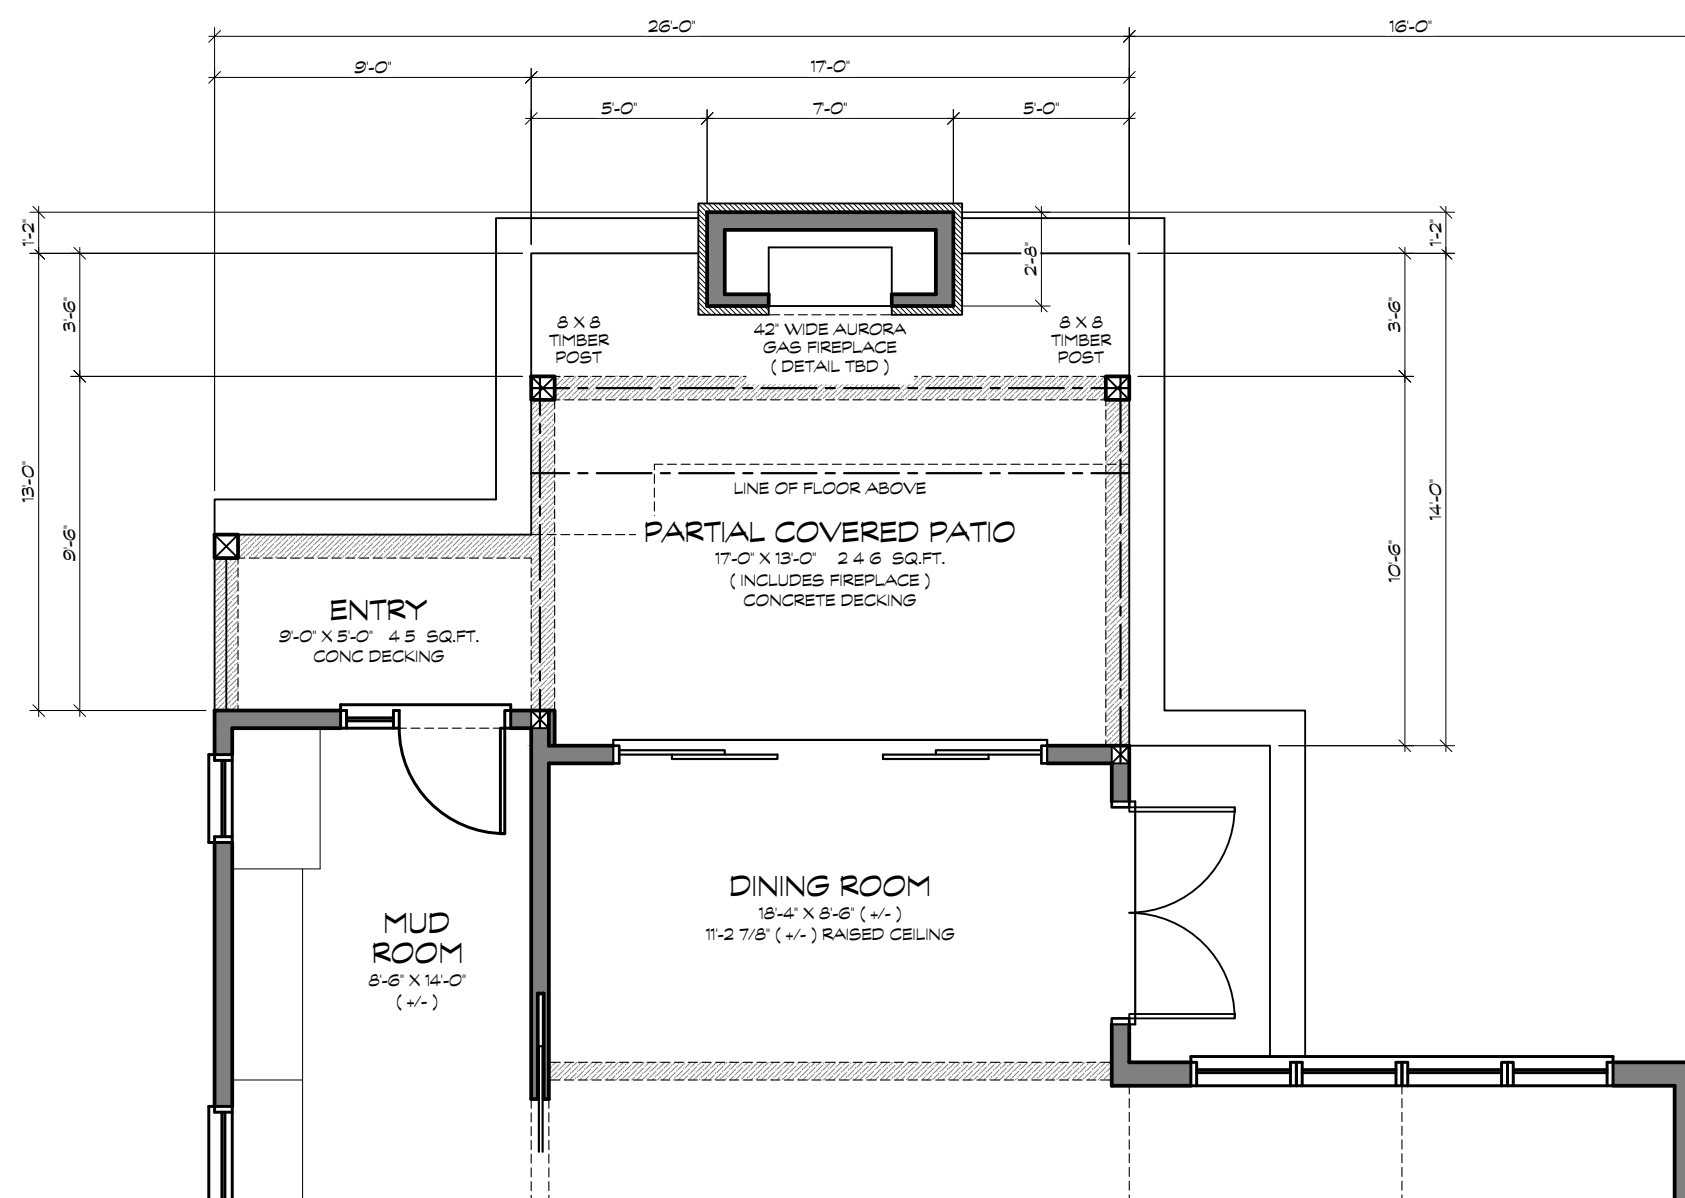 26'-0"
16'-0"
9'-0"
17'-0"
5'-0"
7'-0"
5'-0"
1'-2"
1'-2"
2'-8"
3'-6"
3'-6"
8 X 8
TIMBER
POST
42" WIDE AURORA
GAS FIREPLACE
( DETAIL TBD )
8 X 8
TIMBER
POST
13'-0"
9'-6"
14'-0"
10'-6"
LINE OF FLOOR ABOVE
PARTIAL COVERED PATIO
17'-0" X 13'-0" 2 4 6 SQ.FT.
( INCLUDES FIREPLACE )
CONCRETE DECKING
ENTRY
9'-0" X 5'-0" 4 5 SQ.FT.
CONC DECKING
DINING ROOM
18'-4" X 8'-6" ( +/- )
11'-2 7/8" ( +/- ) RAISED CEILING
MUD
ROOM
8'-6" X 14'-0"
( +/- )